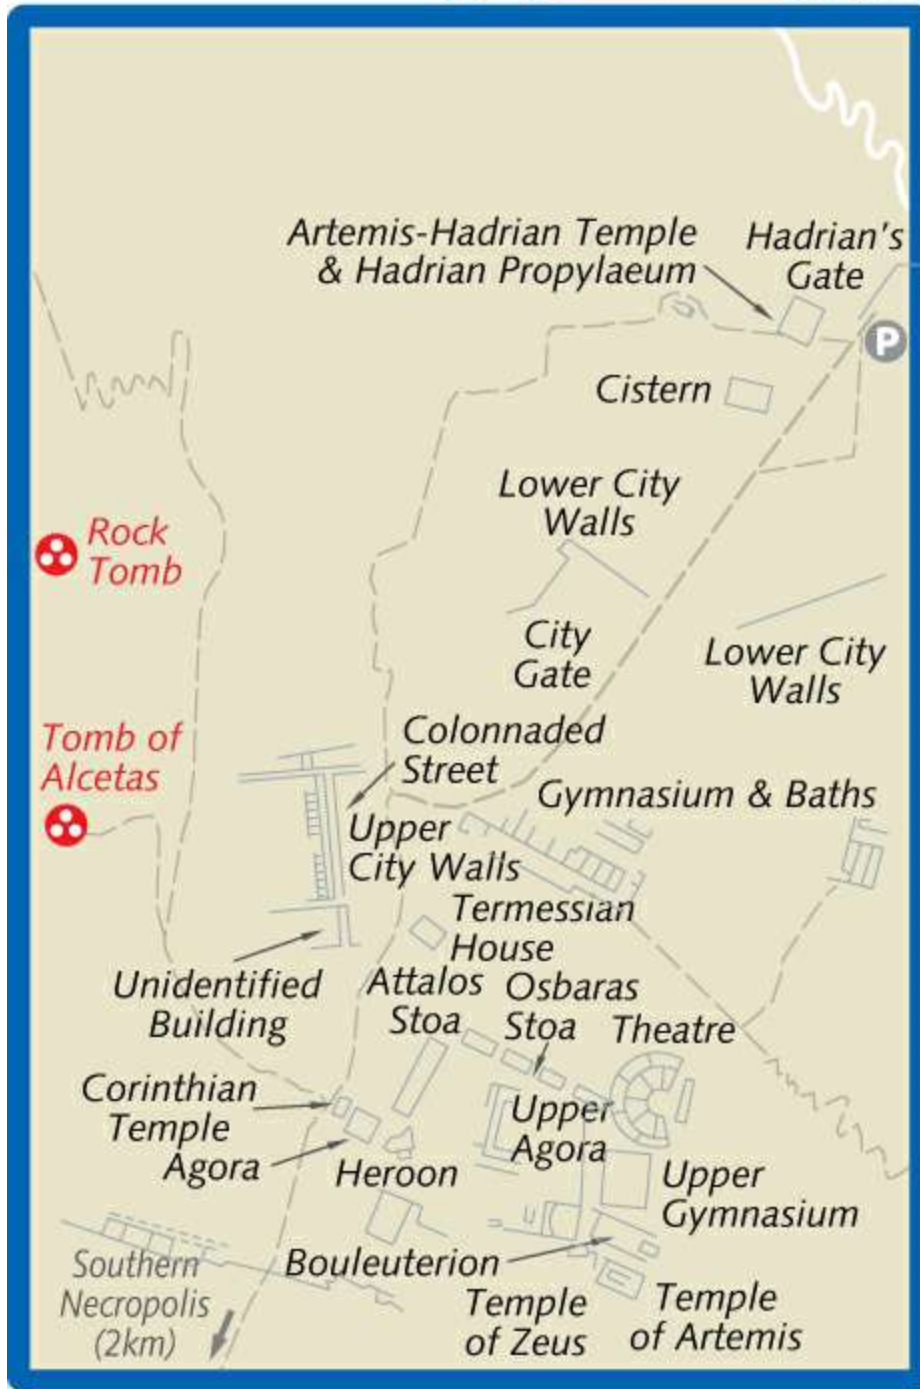 Artemis-Hadrian Temple
& Hadrian Propylaeum
Hadrian's
Gate
P
Cistern
Lower City
Walls
Rock
Tomb
City
Gate
Lower City
Walls
Tomb of
Alcetas
Colonnaded
Street
Gymnasium & Baths
Upper
City Walls
Termessian
House
Unidentified
Building
Attalos
Stoa
Osbaras
Stoa
Theatre
Corinthian
Temple
Agora
Upper
Agora
Heroon
Upper
Gymnasium
Southern
Necropolis
(2km)
Bouleuterion
Temple
of Zeus
Temple
of Artemis